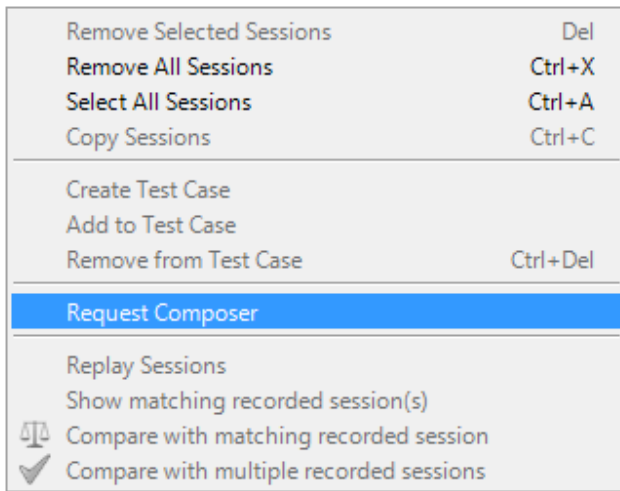 Remove Selected Sessions Del
Remove All Sessions Ctrl+X
Select All Sessions Ctrl+A
Copy Sessions Ctrl+C
Create Test Case
Add to Test Case
Remove from Test Case Ctrl+Del
Request Composer
Replay Sessions
Show matching recorded session(s)
Compare with matching recorded session
Compare with multiple recorded sessions